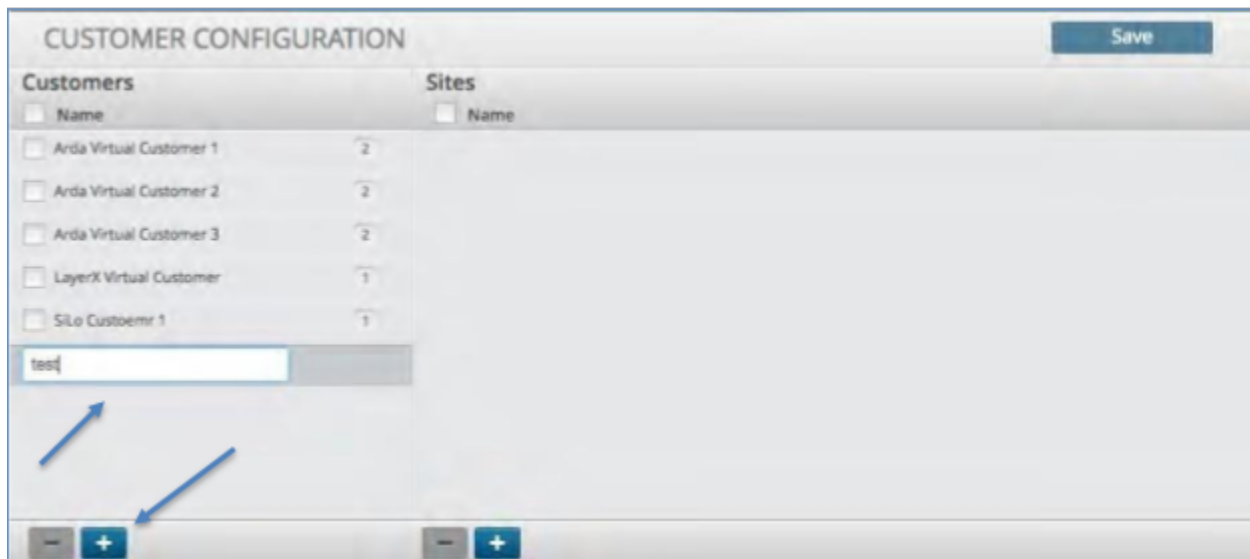 CUSTOMER CONFIGURATION
Save
Customers
Sites
Name
Name
Arda Virtual Customer 1
2
Arda Virtual Customer 2
2
Arda Virtual Customer 3
2
LayerX Virtual Customer
1
SiLo Custoemr 1
1
test